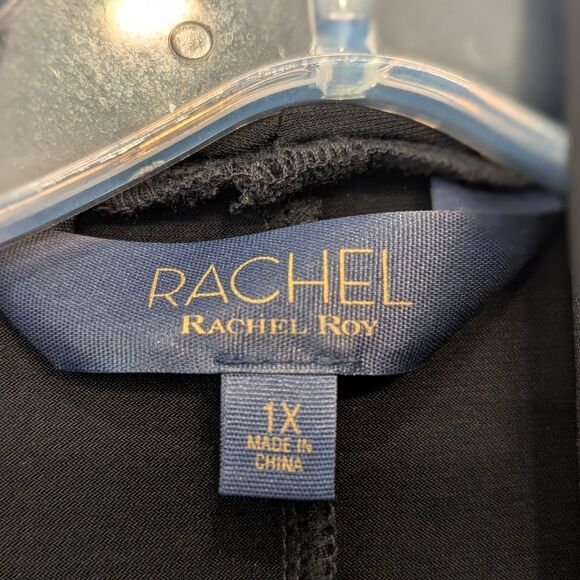 RACHEL
RACHEL ROY
1X
MADE IN
CHINA